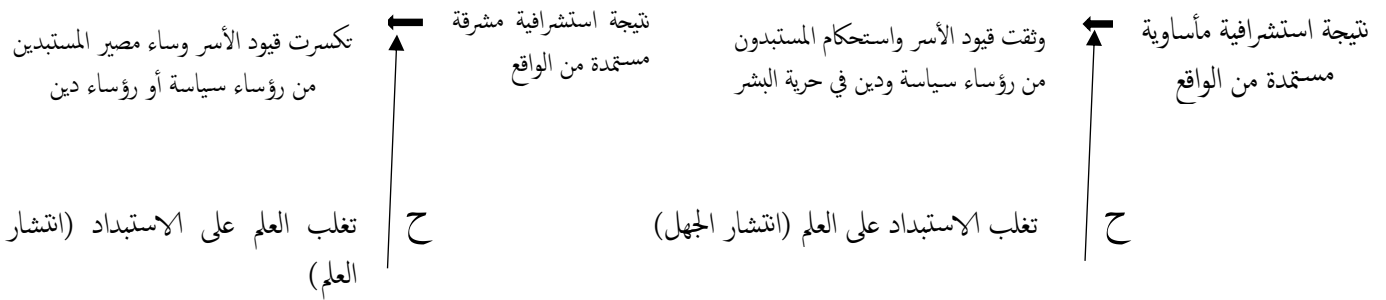 نتيجة استشرافية مأساوية
مستمدة من الواقع
وثقت قيود الأسر واستحكام المستبدون
من رؤساء سياسة ودين في حرية البشر
ح
تغلب الاستبداد على العلم (انتشار الجهل)
نتيجة استشرافية مشرقة
مستمدة من الواقع
تكسرت قيود الأسر وساء مصير المستبدين
من رؤساء سياسة أو رؤساء دين
ح
تغلب العلم على الاستبداد (انتشار
العلم)